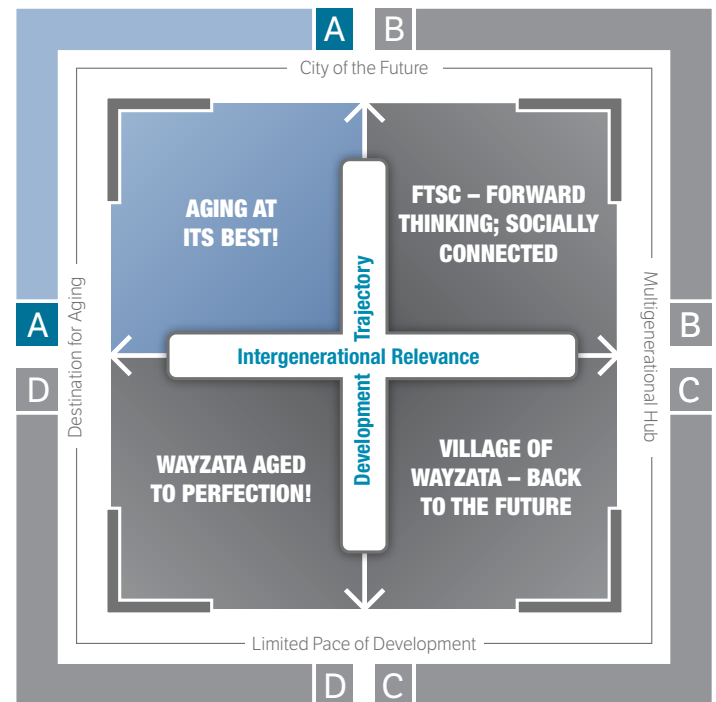 A B
City of the Future
AGING AT
ITS BEST!
FTSC – FORWARD
THINKING; SOCIALLY
CONNECTED
Destination for Aging
Multigenerational Hub
A
B
D
C
Development Trajectory
Intergenerational Relevance
WAYZATA AGED
TO PERFECTION!
VILLAGE OF
WAYZATA – BACK
TO THE FUTURE
Limited Pace of Development
D C